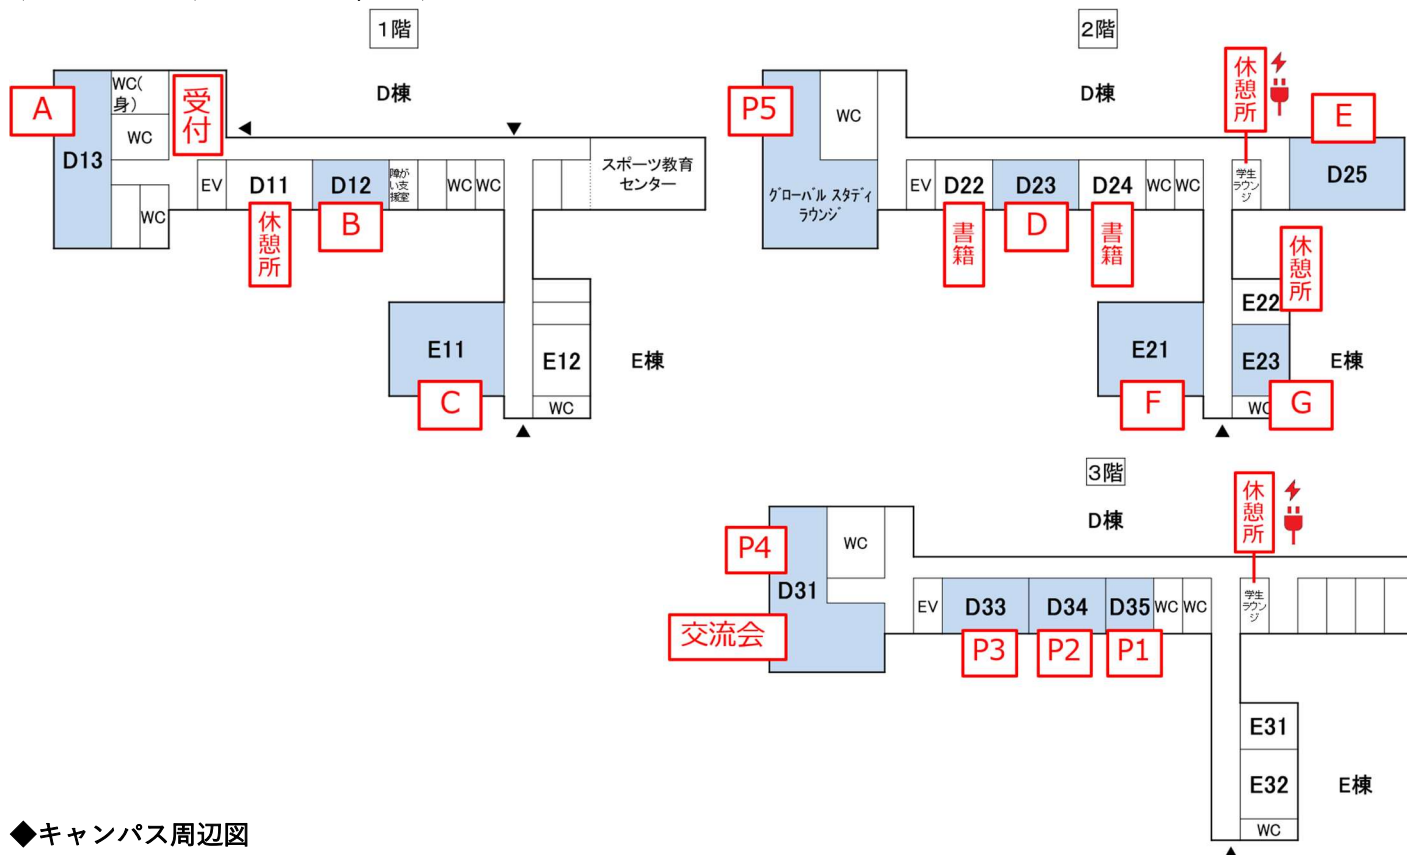 1階
D棟
A
WC(
身)
WC
受付
D13
EV
D11
D12
障がい支援室
WC
WC
スポーツ教育
センター
WC
休憩所
B
E11
C
E12
WC
E棟
2階
D棟
P5
WC
グローバル スタディ
ラウンジ
EV
D22
D23
D24
WC
WC
書籍
D
書籍
休憩所
学生
ラウン
ジ
E
D25
休憩所
E22
E21
F
E23
WC
G
E棟
3階
D棟
P4
WC
D31
交流会
EV
D33
D34
D35
WC
WC
P3
P2
P1
休憩所
学生
ラウン
ジ
E31
E32
WC
E棟
◆キャンパス周辺図